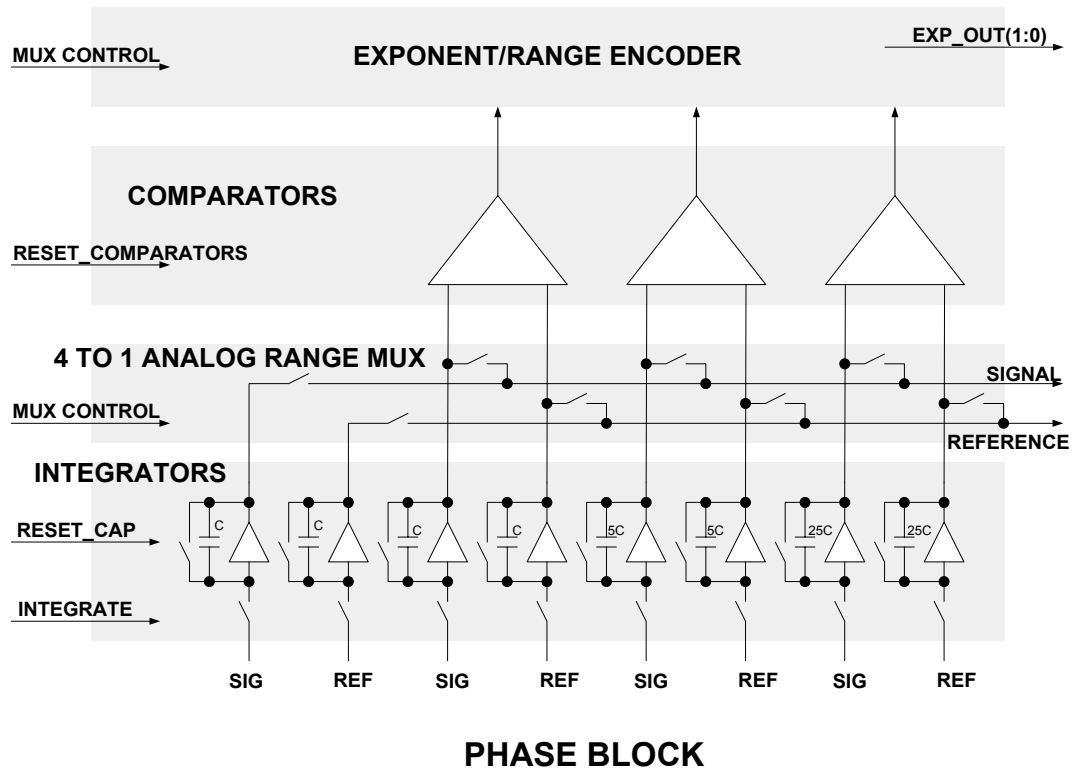 EXP_OUT(1:0)
MUX CONTROL
EXPONENT/RANGE ENCODER
COMPARATORS
RESET_COMPARATORS
4 TO 1 ANALOG RANGE MUX
SIGNAL
MUX CONTROL
REFERENCE
INTEGRATORS
RESET_CAP
C C C C 5C 5C 25C 25C
INTEGRATE
SIG REF SIG REF SIG REF SIG REF
PHASE BLOCK